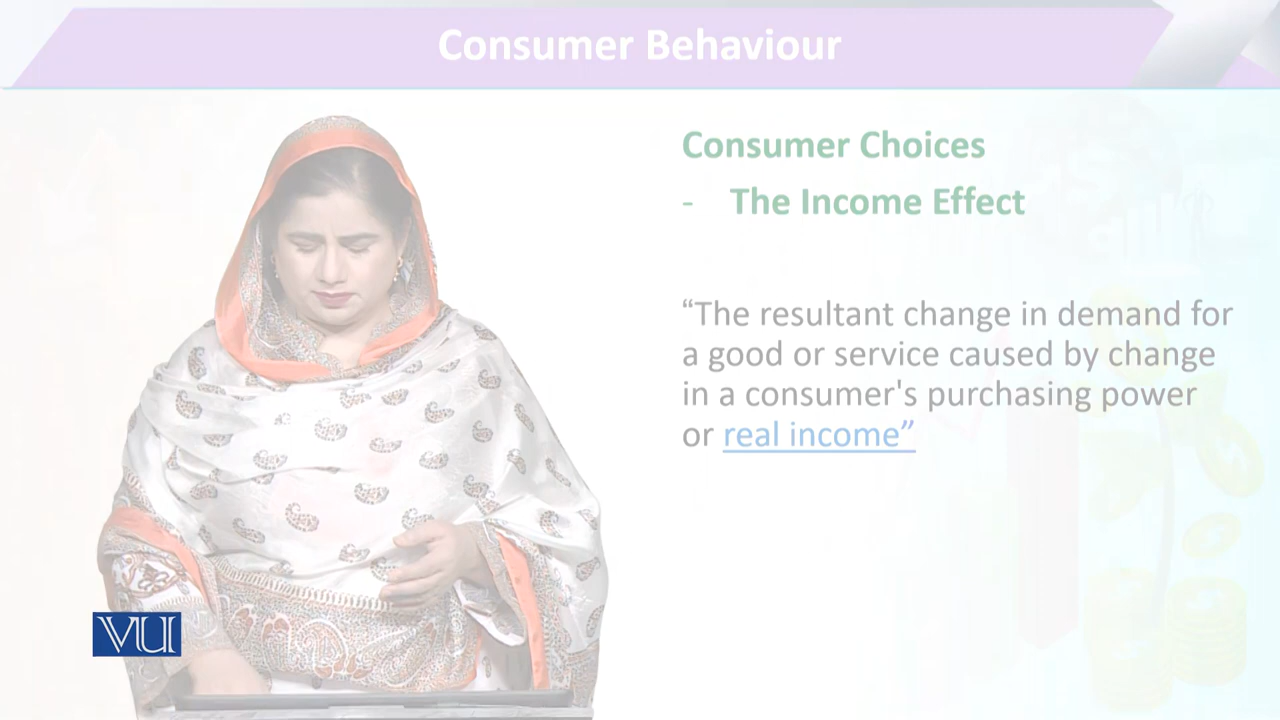 Consumer Behaviour
Consumer Choices
- The Income Effect
“The resultant change in demand for
a good or service caused by change
in a consumer's purchasing power
or real income”
VU